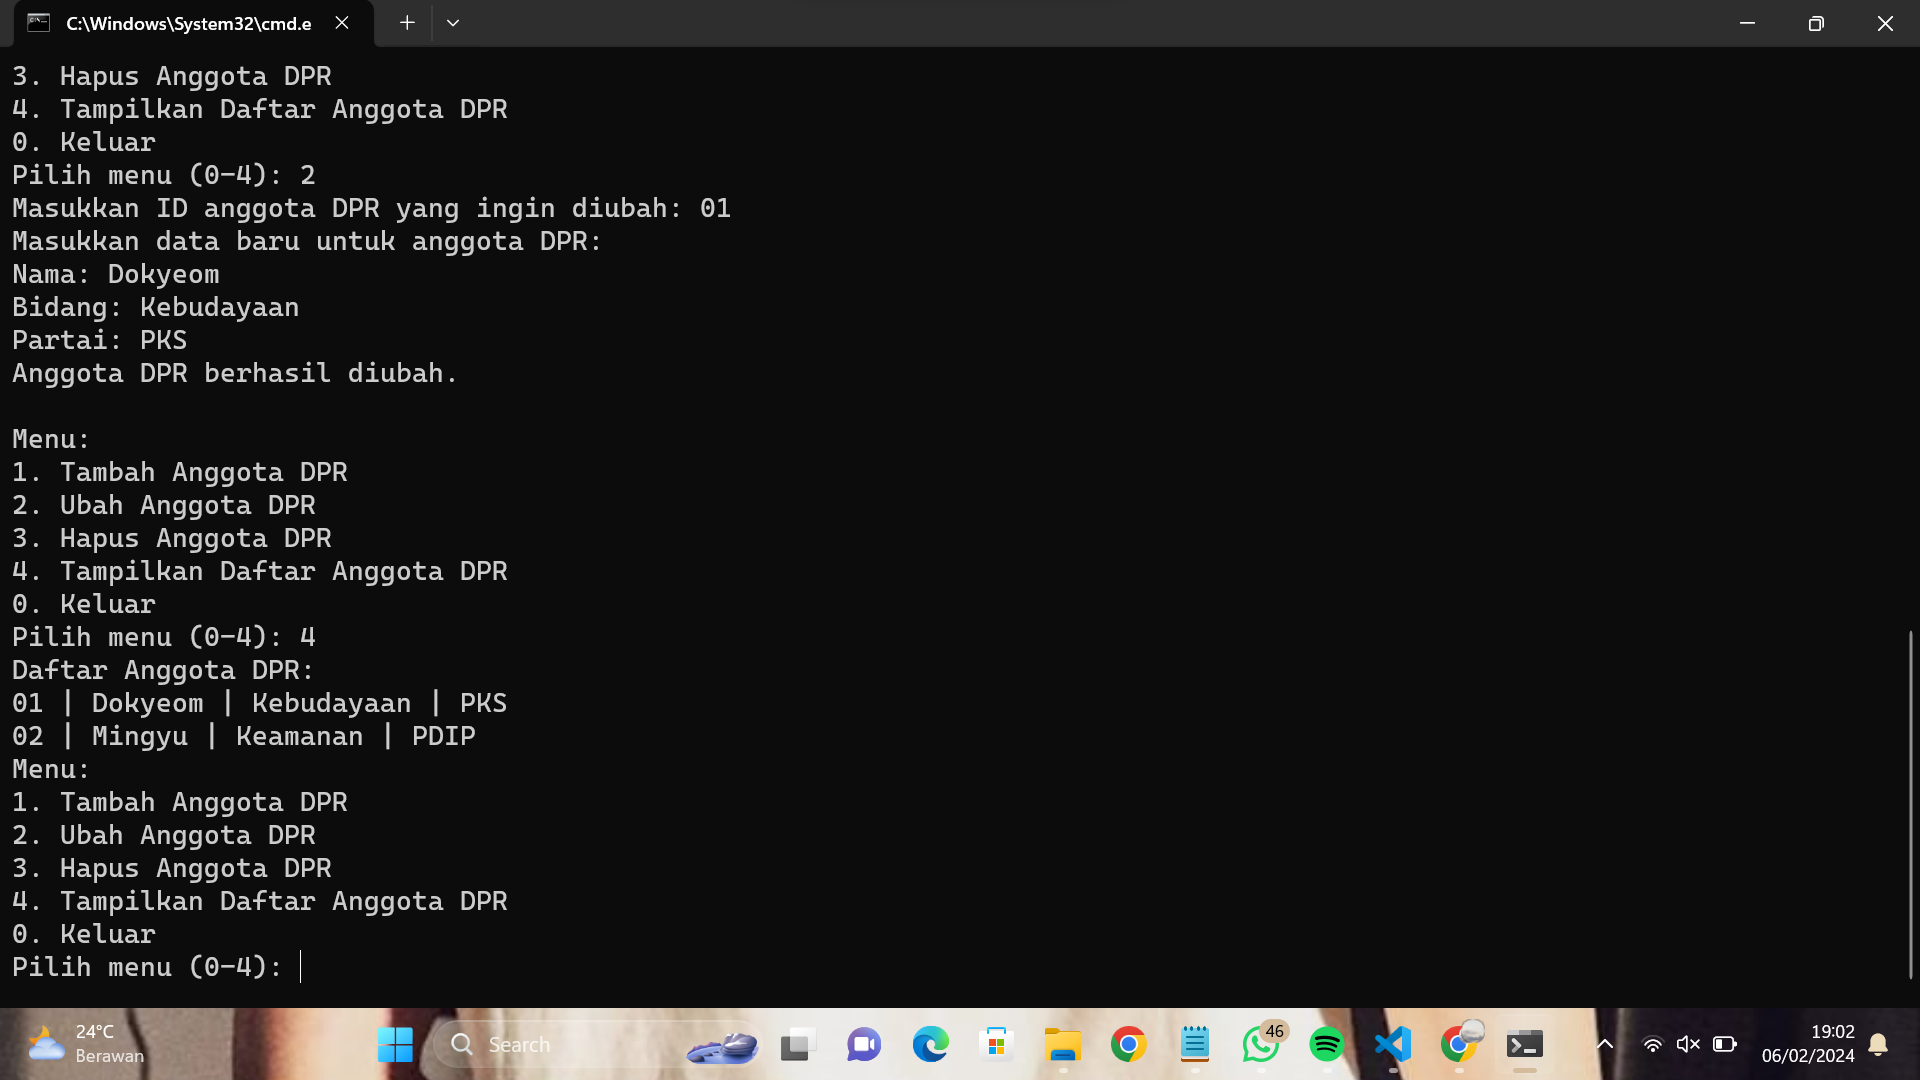 C:\Windows\System32\cmd.e
3. Hapus Anggota DPR
4. Tampilkan Daftar Anggota DPR
0. Keluar
Pilih menu (0-4): 2
Masukkan ID anggota DPR yang ingin diubah: 01
Masukkan data baru untuk anggota DPR:
Nama: Dokyeom
Bidang: Kebudayaan
Partai: PKS
Anggota DPR berhasil diubah.
Menu:
1. Tambah Anggota DPR
2. Ubah Anggota DPR
3. Hapus Anggota DPR
4. Tampilkan Daftar Anggota DPR
0. Keluar
Pilih menu (0-4): 4
Daftar Anggota DPR:
01 | Dokyeom | Kebudayaan | PKS
02 | Mingyu | Keamanan | PDIP
Menu:
1. Tambah Anggota DPR
2. Ubah Anggota DPR
3. Hapus Anggota DPR
4. Tampilkan Daftar Anggota DPR
0. Keluar
Pilih menu (0-4):
24°C
Berawan
Search
46
19:02
06/02/2024